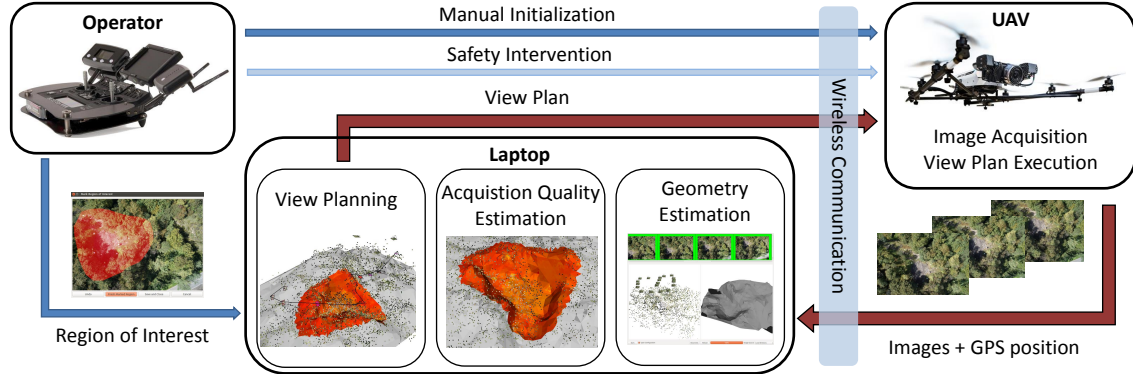 Operator
Manual Initialization
Safety Intervention
View Plan
UAV
Image Acquisition
View Plan Execution
Wireless Communication
Laptop
View Planning
Acquistion Quality
Estimation
Geometry
Estimation
Region of Interest
Images + GPS position